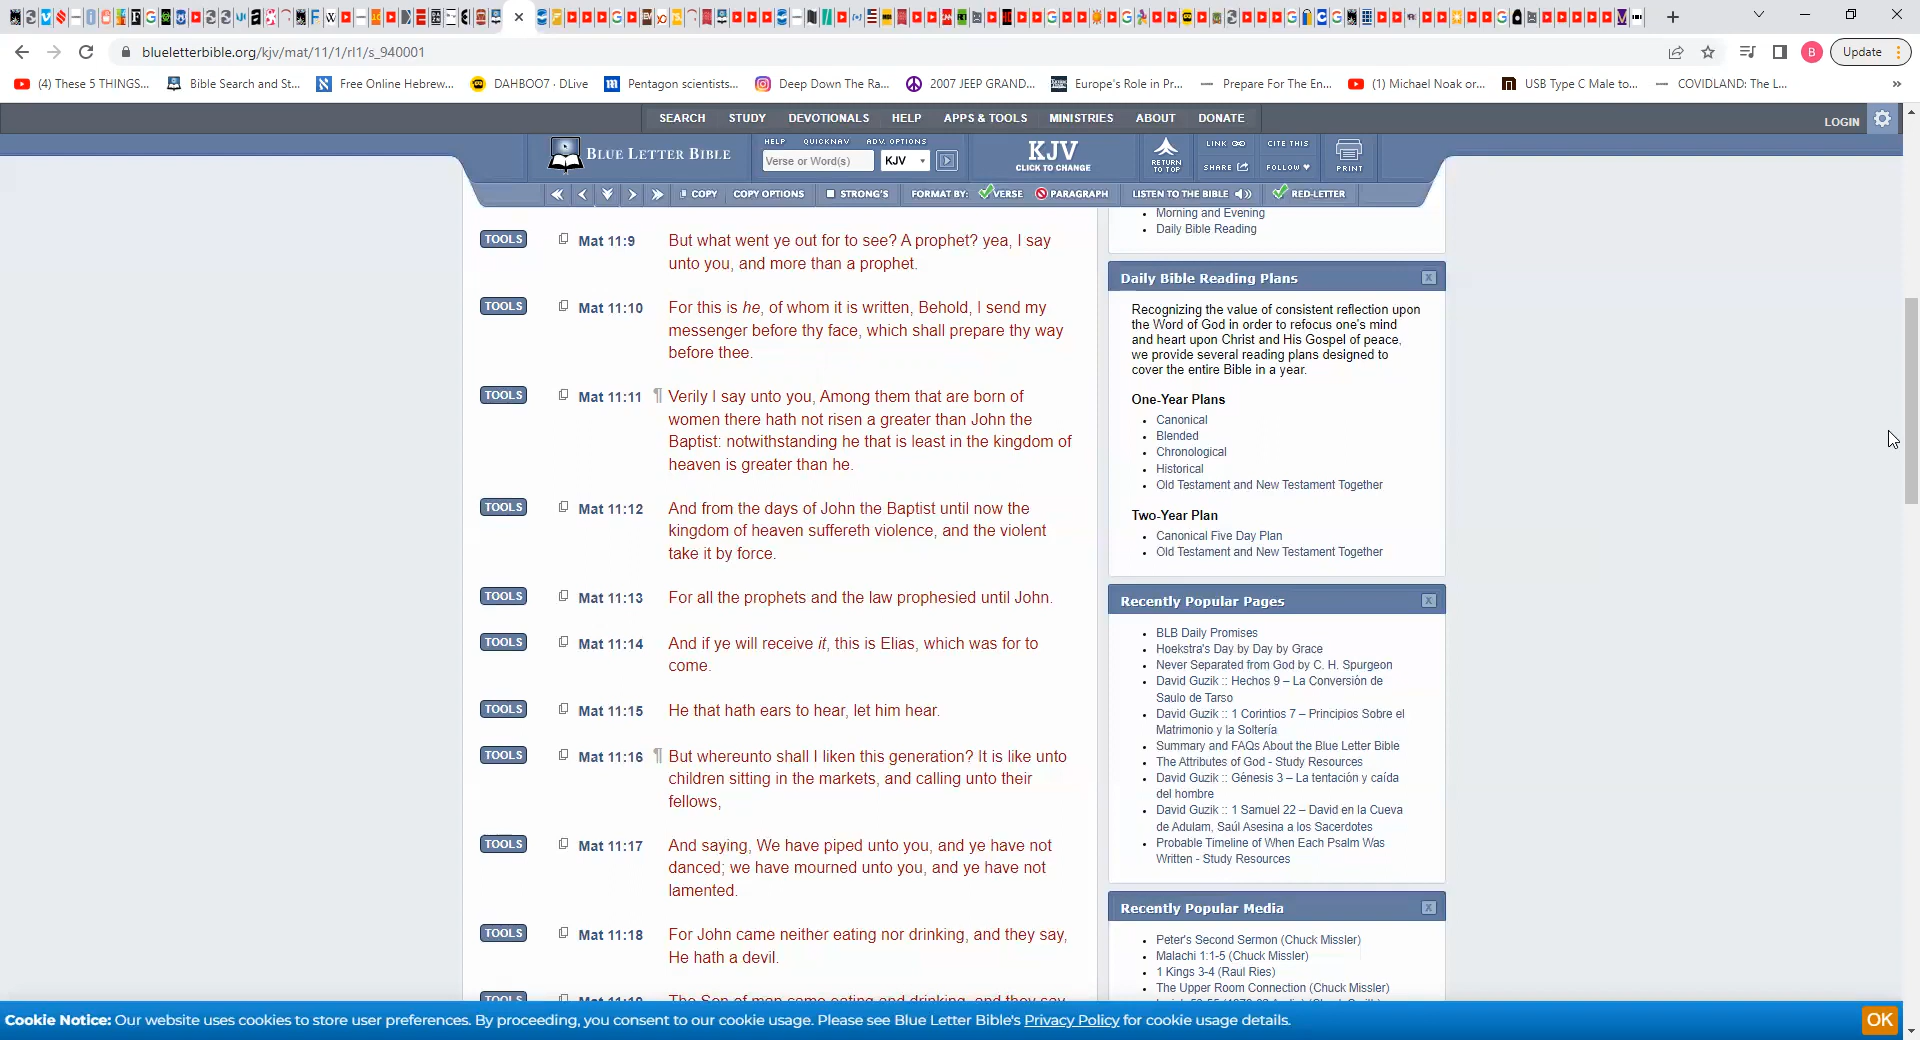 blueletterbible.org/kjv/mat/11/1/rl1/s_940001
B
Update
(4) These 5 THINGS...
Bible Search and St...
Free Online Hebrew...
DAHBOO7 · DLive
Pentagon scientists...
Deep Down The Ra...
2007 JEEP GRAND...
Europe's Role in Pr...
Prepare For The En...
(1) Michael Noak or...
USB Type C Male to...
COVIDLAND: The L...
»
SEARCH STUDY DEVOTIONALS HELP APPS & TOOLS MINISTRIES ABOUT DONATE
LOGIN
BLUE LETTER BIBLE
HELP QUICKNAV ADV. OPTIONS
Verse or Word(s)
KJV
KJV
CLICK TO CHANGE
RETURN
TO TOP
LINK
CITE THIS
SHARE
FOLLOW
PRINT
COPY COPY OPTIONS STRONG'S FORMAT BY: VERSE PARAGRAPH LISTEN TO THE BIBLE RED-LETTER
TOOLS Mat 11:9 But what went ye out for to see? A prophet? yea, I say
unto you, and more than a prophet.
TOOLS Mat 11:10 For this is he, of whom it is written, Behold, I send my
messenger before thy face, which shall prepare thy way
before thee.
TOOLS Mat 11:11 ¶ Verily I say unto you, Among them that are born of
women there hath not risen a greater than John the
Baptist: notwithstanding he that is least in the kingdom of
heaven is greater than he.
TOOLS Mat 11:12 And from the days of John the Baptist until now the
kingdom of heaven suffereth violence, and the violent
take it by force.
TOOLS Mat 11:13 For all the prophets and the law prophesied until John.
TOOLS Mat 11:14 And if ye will receive it, this is Elias, which was for to
come.
TOOLS Mat 11:15 He that hath ears to hear, let him hear.
TOOLS Mat 11:16 ¶ But whereunto shall I liken this generation? It is like unto
children sitting in the markets, and calling unto their
fellows,
TOOLS Mat 11:17 And saying, We have piped unto you, and ye have not
danced; we have mourned unto you, and ye have not
lamented.
TOOLS Mat 11:18 For John came neither eating nor drinking, and they say,
He hath a devil.
TOOLS Mat 11:19 The Son of man came eating and drinking, and they say
Morning and Evening
Daily Bible Reading
Daily Bible Reading Plans
Recognizing the value of consistent reflection upon
the Word of God in order to refocus one's mind
and heart upon Christ and His Gospel of peace,
we provide several reading plans designed to
cover the entire Bible in a year.
One-Year Plans
Canonical
Blended
Chronological
Historical
Old Testament and New Testament Together
Two-Year Plan
Canonical Five Day Plan
Old Testament and New Testament Together
Recently Popular Pages
BLB Daily Promises
Hoekstra's Day by Day by Grace
Never Separated from God by C. H. Spurgeon
David Guzik :: Hechos 9 – La Conversión de
Saulo de Tarso
David Guzik :: 1 Corintios 7 – Principios Sobre el
Matrimonio y la Soltería
Summary and FAQs About the Blue Letter Bible
The Attributes of God - Study Resources
David Guzik :: Génesis 3 – La tentación y caída
del hombre
David Guzik :: 1 Samuel 22 – David en la Cueva
de Adulam, Saúl Asesina a los Sacerdotes
Probable Timeline of When Each Psalm Was
Written - Study Resources
Recently Popular Media
Peter's Second Sermon (Chuck Missler)
Malachi 1:1-5 (Chuck Missler)
1 Kings 3-4 (Raul Ries)
The Upper Room Connection (Chuck Missler)
Cookie Notice: Our website uses cookies to store user preferences. By proceeding, you consent to our cookie usage. Please see Blue Letter Bible's Privacy Policy for cookie usage details.
OK